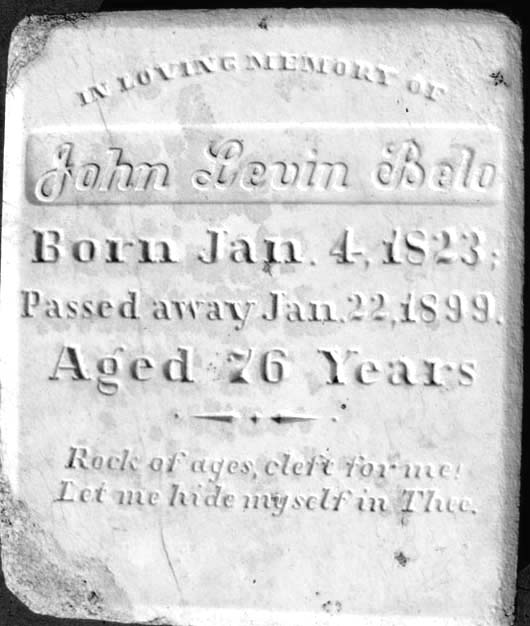 IN LOVING MEMORY OF
John Levin Belo
Born Jan. 4, 1823;
Passed away Jan. 22, 1899.
Aged 76 Years
Rock of ages, cleft for me!
Let me hide myself in Thee.